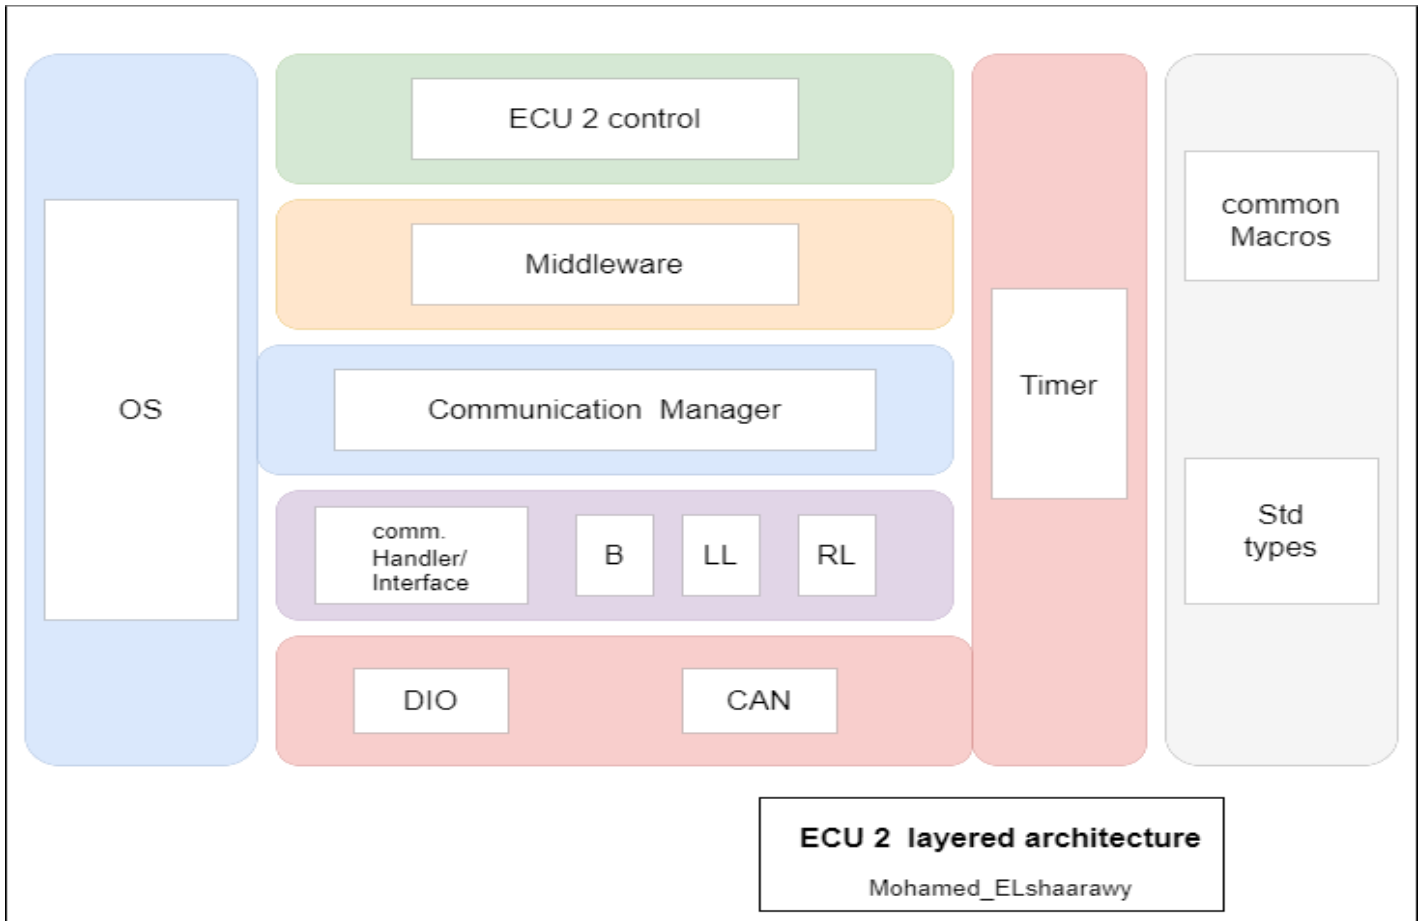 ECU 2 control
Middleware
OS
Communication Manager
Timer
common
Macros
Std
types
comm.
Handler/
Interface
B
LL
RL
DIO
CAN
ECU 2 layered architecture
Mohamed_ELshaarawy